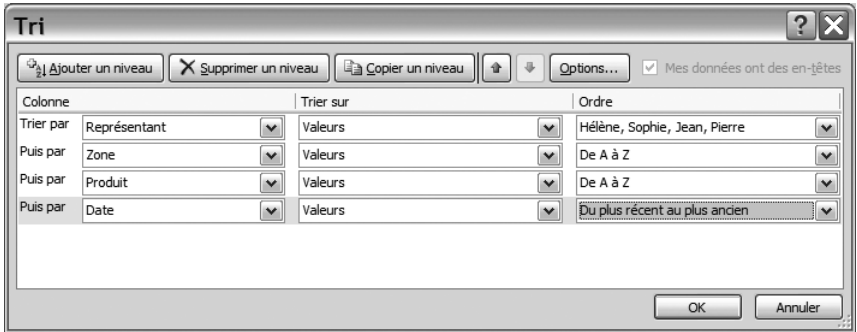 Tri
Ajouter un niveau Supprimer un niveau Copier un niveau Options... Mes données ont des en-têtes
Colonne Trier sur Ordre
Trier par Représentant Valeurs Hélène, Sophie, Jean, Pierre
Puis par Zone Valeurs De A à Z
Puis par Produit Valeurs De A à Z
Puis par Date Valeurs Du plus récent au plus ancien
OK Annuler